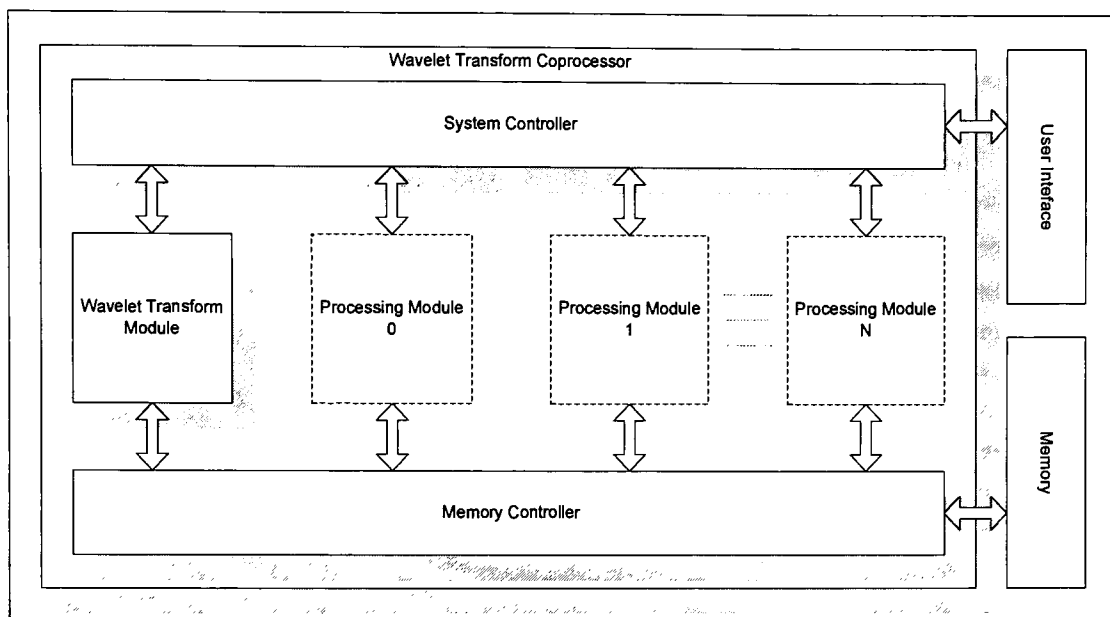 Wavelet Transform Coprocessor
System Controller
User Inteface
Wavelet Transform
Module
Processing Module
0
Processing Module
1
Processing Module
N
Memory
Memory Controller